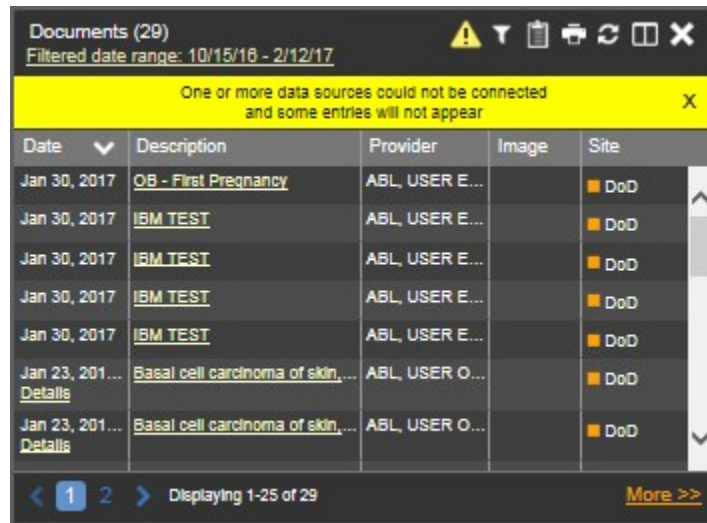 Documents (29)
Filtered date range: 10/15/16 - 2/12/17
One or more data sources could not be connected
and some entries will not appear
X
Date Description Provider Image Site
Jan 30, 2017 OB - First Pregnancy ABL, USER E... DoD
Jan 30, 2017 IBM TEST ABL, USER E... DoD
Jan 30, 2017 IBM TEST ABL, USER E... DoD
Jan 30, 2017 IBM TEST ABL, USER E... DoD
Jan 30, 2017 IBM TEST ABL, USER E... DoD
Jan 23, 201... Basal cell carcinoma of skin,... ABL, USER O... DoD
Details
Jan 23, 201... Basal cell carcinoma of skin,... ABL, USER O... DoD
Details
< 1 2 > Displaying 1-25 of 29 More >>